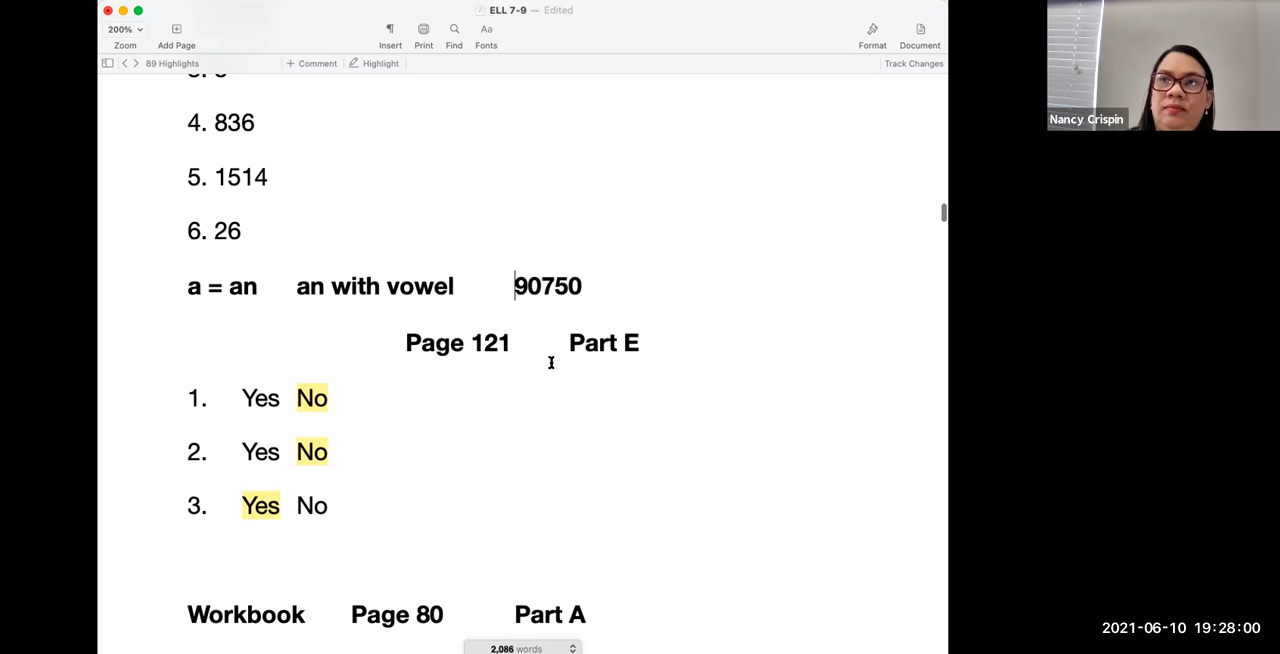 ELL 7-9 — Edited
200%
Zoom
Add Page
Insert
Print
Find
Aa
Fonts
Format
Document
89 Highlights
+ Comment
Highlight
Track Changes
4. 836
5. 1514
6. 26
a = an an with vowel 90750
Page 121 Part E
1. Yes No
2. Yes No
3. Yes No
Workbook Page 80 Part A
2,086 words
Nancy Crispin
2021-06-10 19:28:00